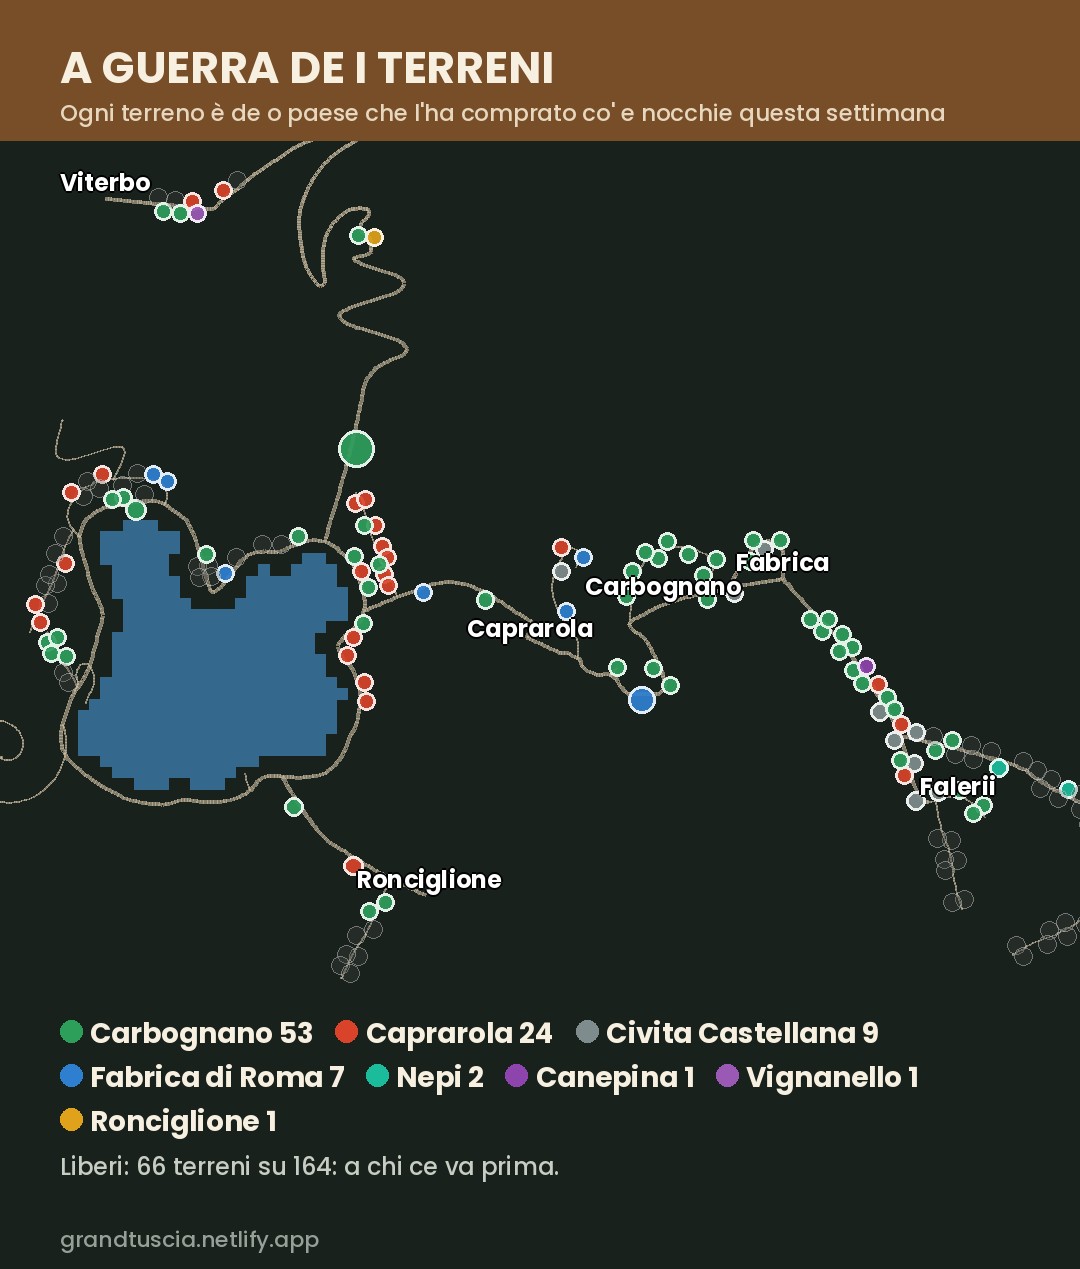 A GUERRA DE I TERRENI
Ogni terreno è de o paese che l'ha comprato co' e nocchie questa settimana
Viterbo
Fabrica
Carbognano
Caprarola
Falerii
Ronciglione
Carbognano 53 Caprarola 24 Civita Castellana 9
Fabrica di Roma 7 Nepi 2 Canepina 1 Vignanello 1
Ronciglione 1
Liberi: 66 terreni su 164: a chi ce va prima.
grandtuscia.netlify.app